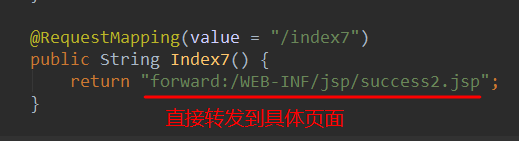 }
@RequestMapping(value = "/index7")
public String Index7() {
return "forward:/WEB-INF/jsp/success2.jsp";
}
直接转发到具体页面